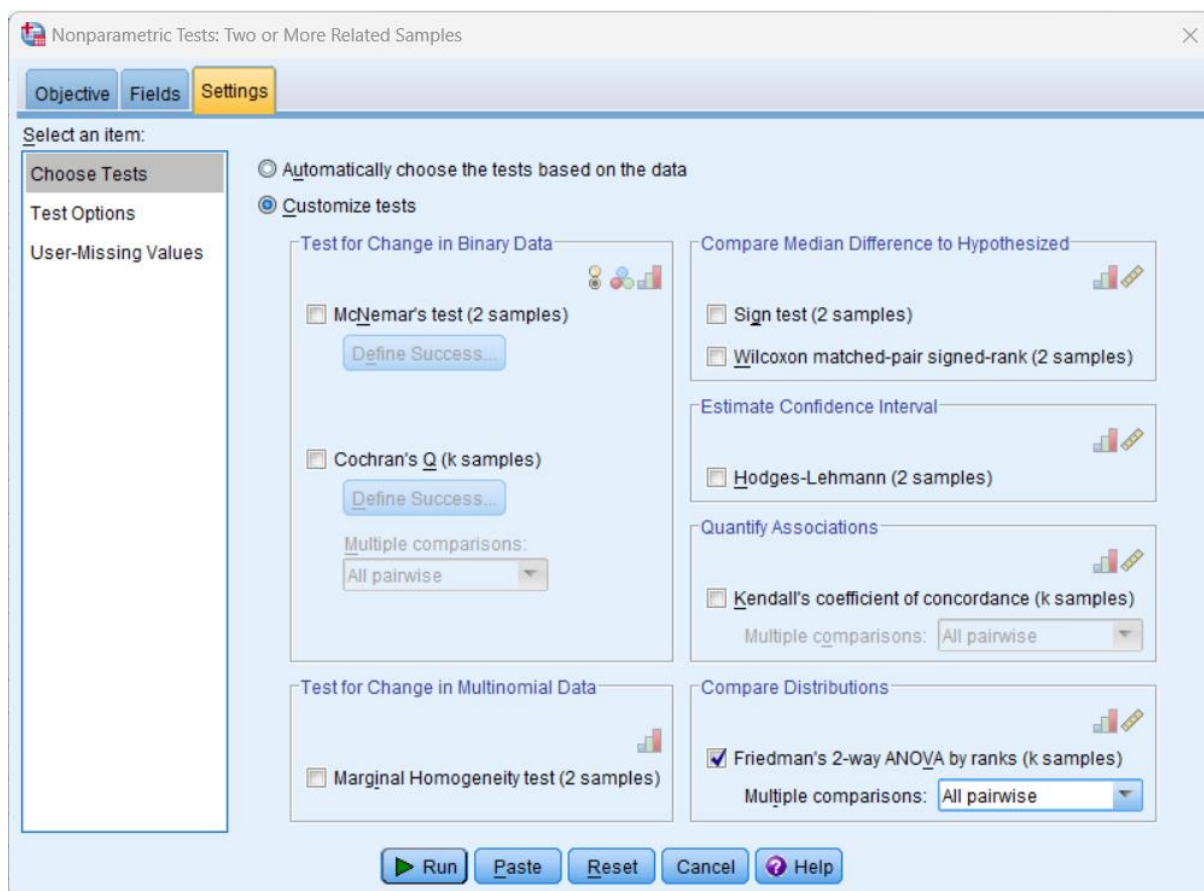 Nonparametric Tests: Two or More Related Samples
Objective Fields Settings
Select an item:
Choose Tests
Test Options
User-Missing Values
Automatically choose the tests based on the data
Customize tests
Test for Change in Binary Data
McNemar's test (2 samples)
Define Success...
Cochran's Q (k samples)
Define Success...
Multiple comparisons:
All pairwise
Test for Change in Multinomial Data
Marginal Homogeneity test (2 samples)
Compare Median Difference to Hypothesized
Sign test (2 samples)
Wilcoxon matched-pair signed-rank (2 samples)
Estimate Confidence Interval
Hodges-Lehmann (2 samples)
Quantify Associations
Kendall's coefficient of concordance (k samples)
Multiple comparisons: All pairwise
Compare Distributions
Friedman's 2-way ANOVA by ranks (k samples)
Multiple comparisons: All pairwise
Run Paste Reset Cancel Help